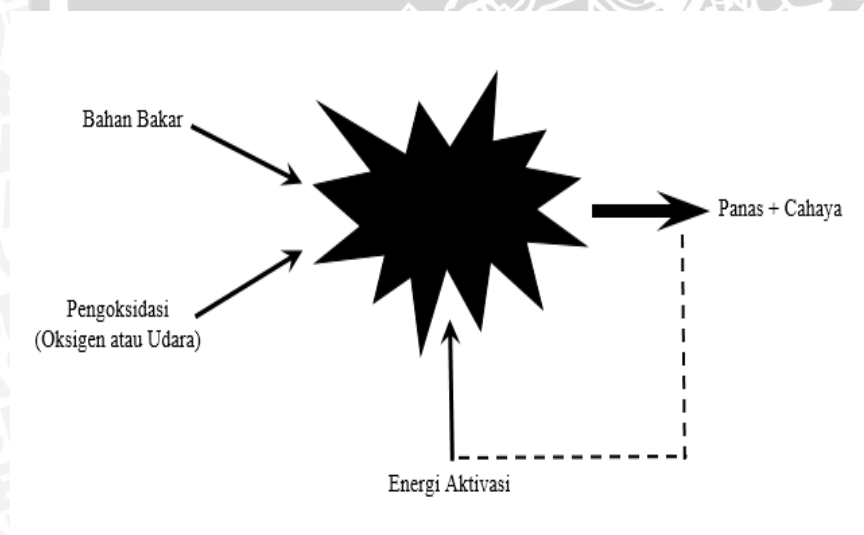 Bahan Bakar
Panas + Cahaya
Pengoksidasi
(Oksigen atau Udara)
Energi Aktivasi